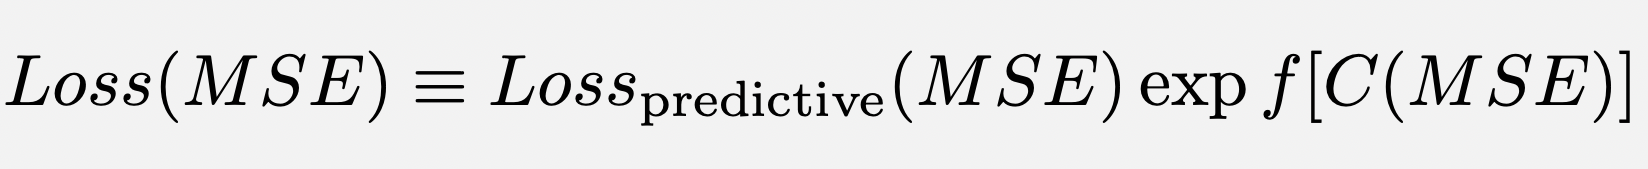 Loss(MSE) ≡ Loss_predictive(MSE) exp f[C(MSE)]